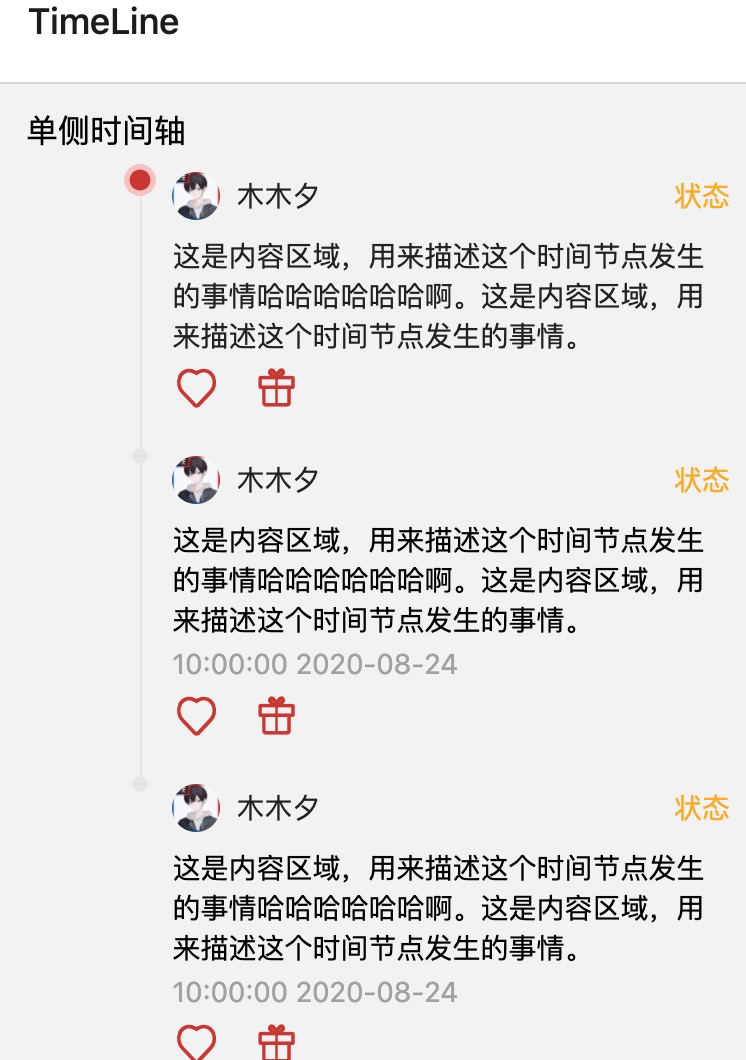 TimeLine
单侧时间轴
木木夕 状态
这是内容区域，用来描述这个时间节点发生
的事情哈哈哈哈哈哈啊。这是内容区域，用
来描述这个时间节点发生的事情。
木木夕 状态
这是内容区域，用来描述这个时间节点发生
的事情哈哈哈哈哈哈啊。这是内容区域，用
来描述这个时间节点发生的事情。
10:00:00 2020-08-24
木木夕 状态
这是内容区域，用来描述这个时间节点发生
的事情哈哈哈哈哈哈啊。这是内容区域，用
来描述这个时间节点发生的事情。
10:00:00 2020-08-24